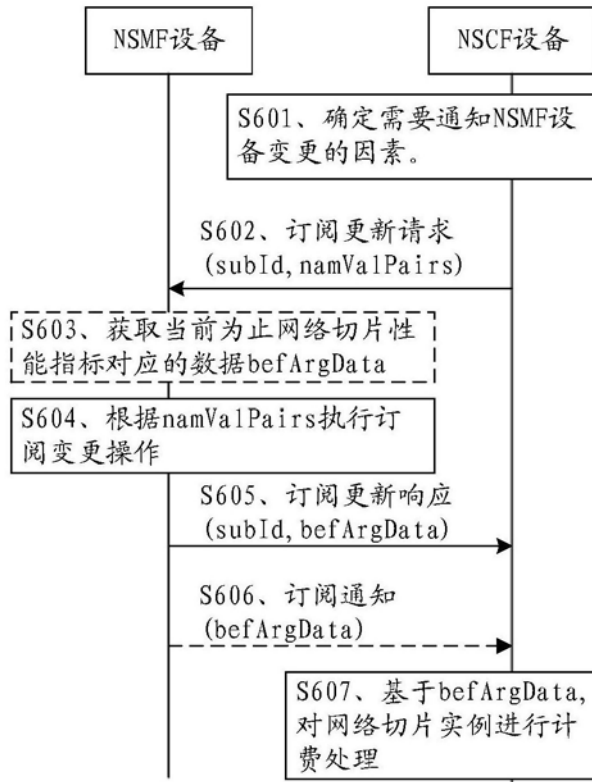 NSMF设备
NSCF设备
S601、确定需要通知NSMF设
备变更的因素。
S602、订阅更新请求
(subId,namValPairs)
S603、获取当前为止网络切片性
能指标对应的数据befArgData
S604、根据namValPairs执行订
阅变更操作
S605、订阅更新响应
(subId,befArgData)
S606、订阅通知
(befArgData)
S607、基于befArgData,
对网络切片实例进行计
费处理